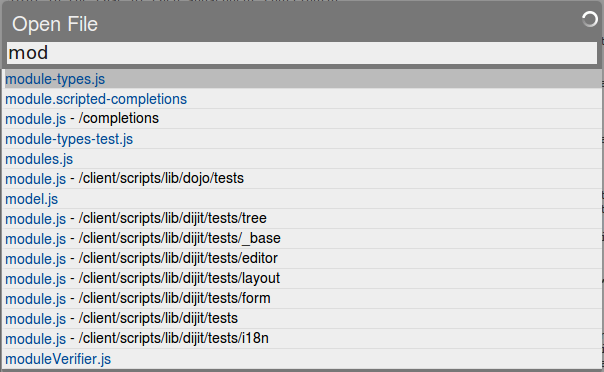 Open File
mod
module-types.js
module.scripted-completions
module.js - /completions
module-types-test.js
modules.js
module.js - /client/scripts/lib/dojo/tests
model.js
module.js - /client/scripts/lib/dijit/tests/tree
module.js - /client/scripts/lib/dijit/tests/_base
module.js - /client/scripts/lib/dijit/tests/editor
module.js - /client/scripts/lib/dijit/tests/layout
module.js - /client/scripts/lib/dijit/tests/form
module.js - /client/scripts/lib/dijit/tests
module.js - /client/scripts/lib/dijit/tests/i18n
moduleVerifier.js